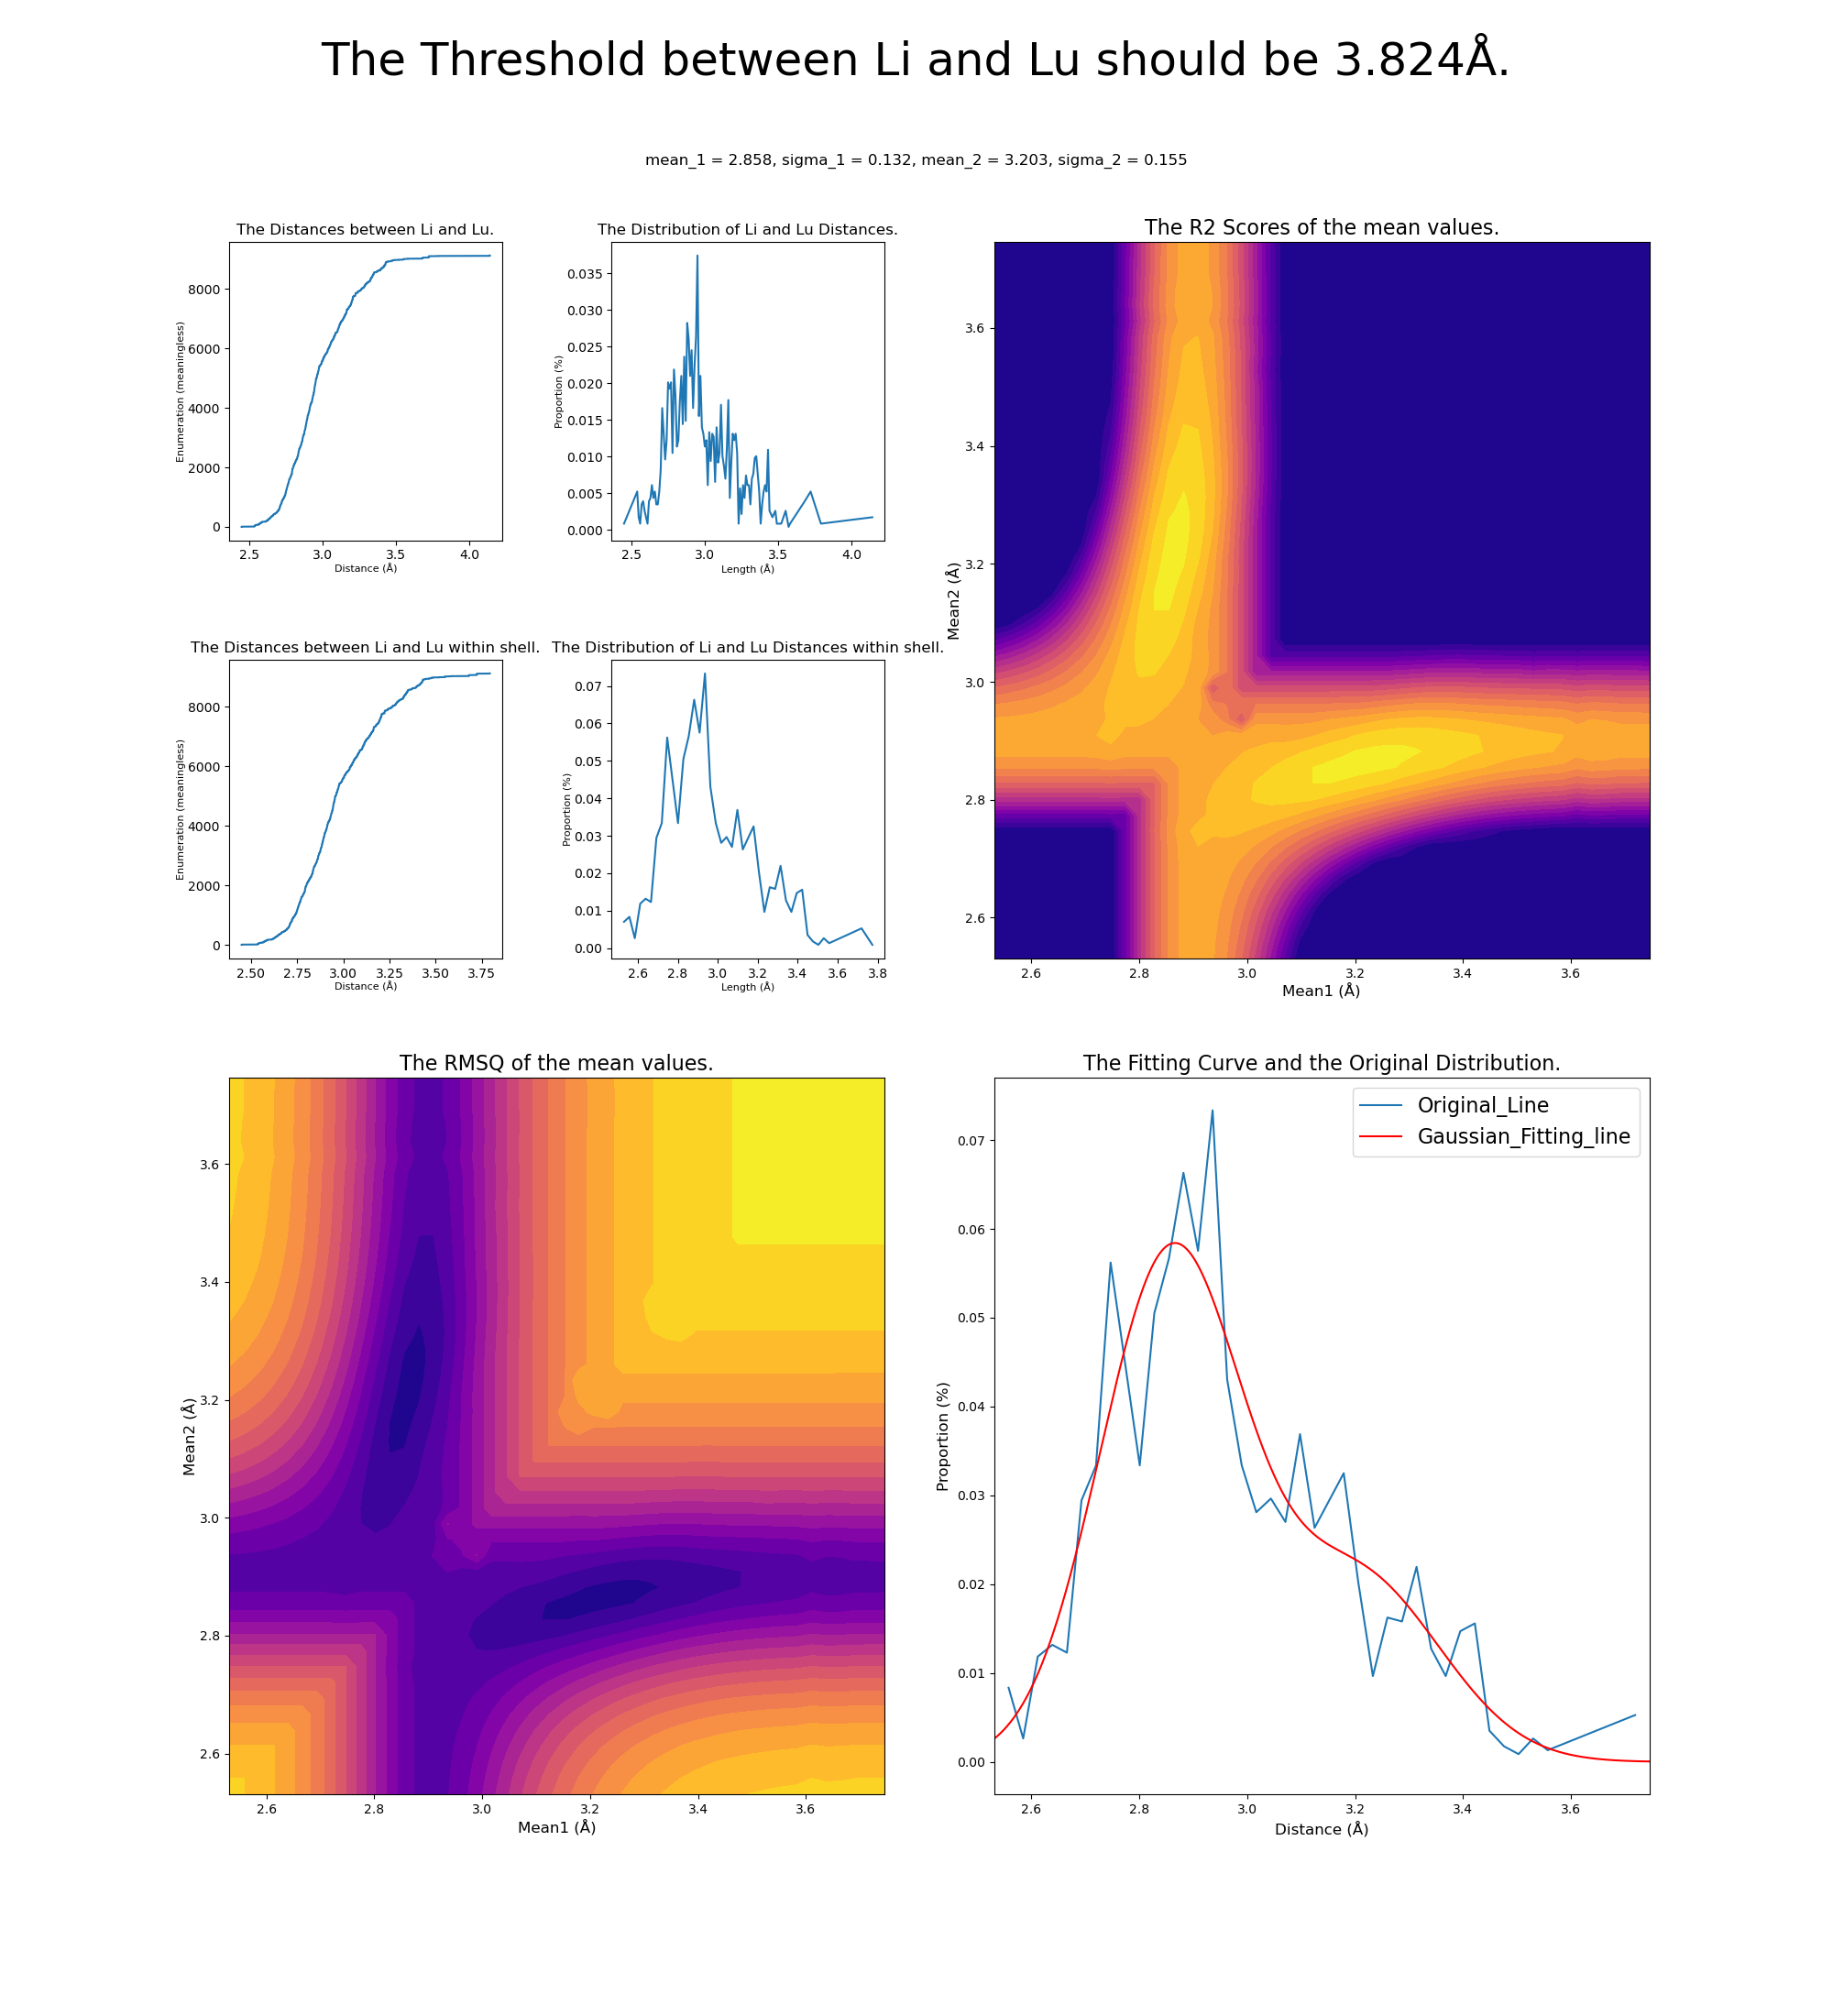 The Threshold between Li and Lu should be 3.824Å.
mean_1 = 2.858, sigma_1 = 0.132, mean_2 = 3.203, sigma_2 = 0.155
The Distances between Li and Lu.
Enumeration (meaningless)
8000
6000
4000
2000
0
2.5 3.0 3.5 4.0
Distance (Å)
The Distribution of Li and Lu Distances.
Proportion (%)
0.035
0.030
0.025
0.020
0.015
0.010
0.005
0.000
2.5 3.0 3.5 4.0
Length (Å)
The R2 Scores of the mean values.
Mean2 (Å)
3.6
3.4
3.2
3.0
2.8
2.6
2.6 2.8 3.0 3.2 3.4 3.6
Mean1 (Å)
The Distances between Li and Lu within shell.
Enumeration (meaningless)
8000
6000
4000
2000
0
2.50 2.75 3.00 3.25 3.50 3.75
Distance (Å)
The Distribution of Li and Lu Distances within shell.
Proportion (%)
0.07
0.06
0.05
0.04
0.03
0.02
0.01
0.00
2.6 2.8 3.0 3.2 3.4 3.6 3.8
Length (Å)
The RMSQ of the mean values.
Mean2 (Å)
3.6
3.4
3.2
3.0
2.8
2.6
2.6 2.8 3.0 3.2 3.4 3.6
Mean1 (Å)
The Fitting Curve and the Original Distribution.
Original_Line
Gaussian_Fitting_line
Proportion (%)
0.07
0.06
0.05
0.04
0.03
0.02
0.01
0.00
2.6 2.8 3.0 3.2 3.4 3.6
Distance (Å)